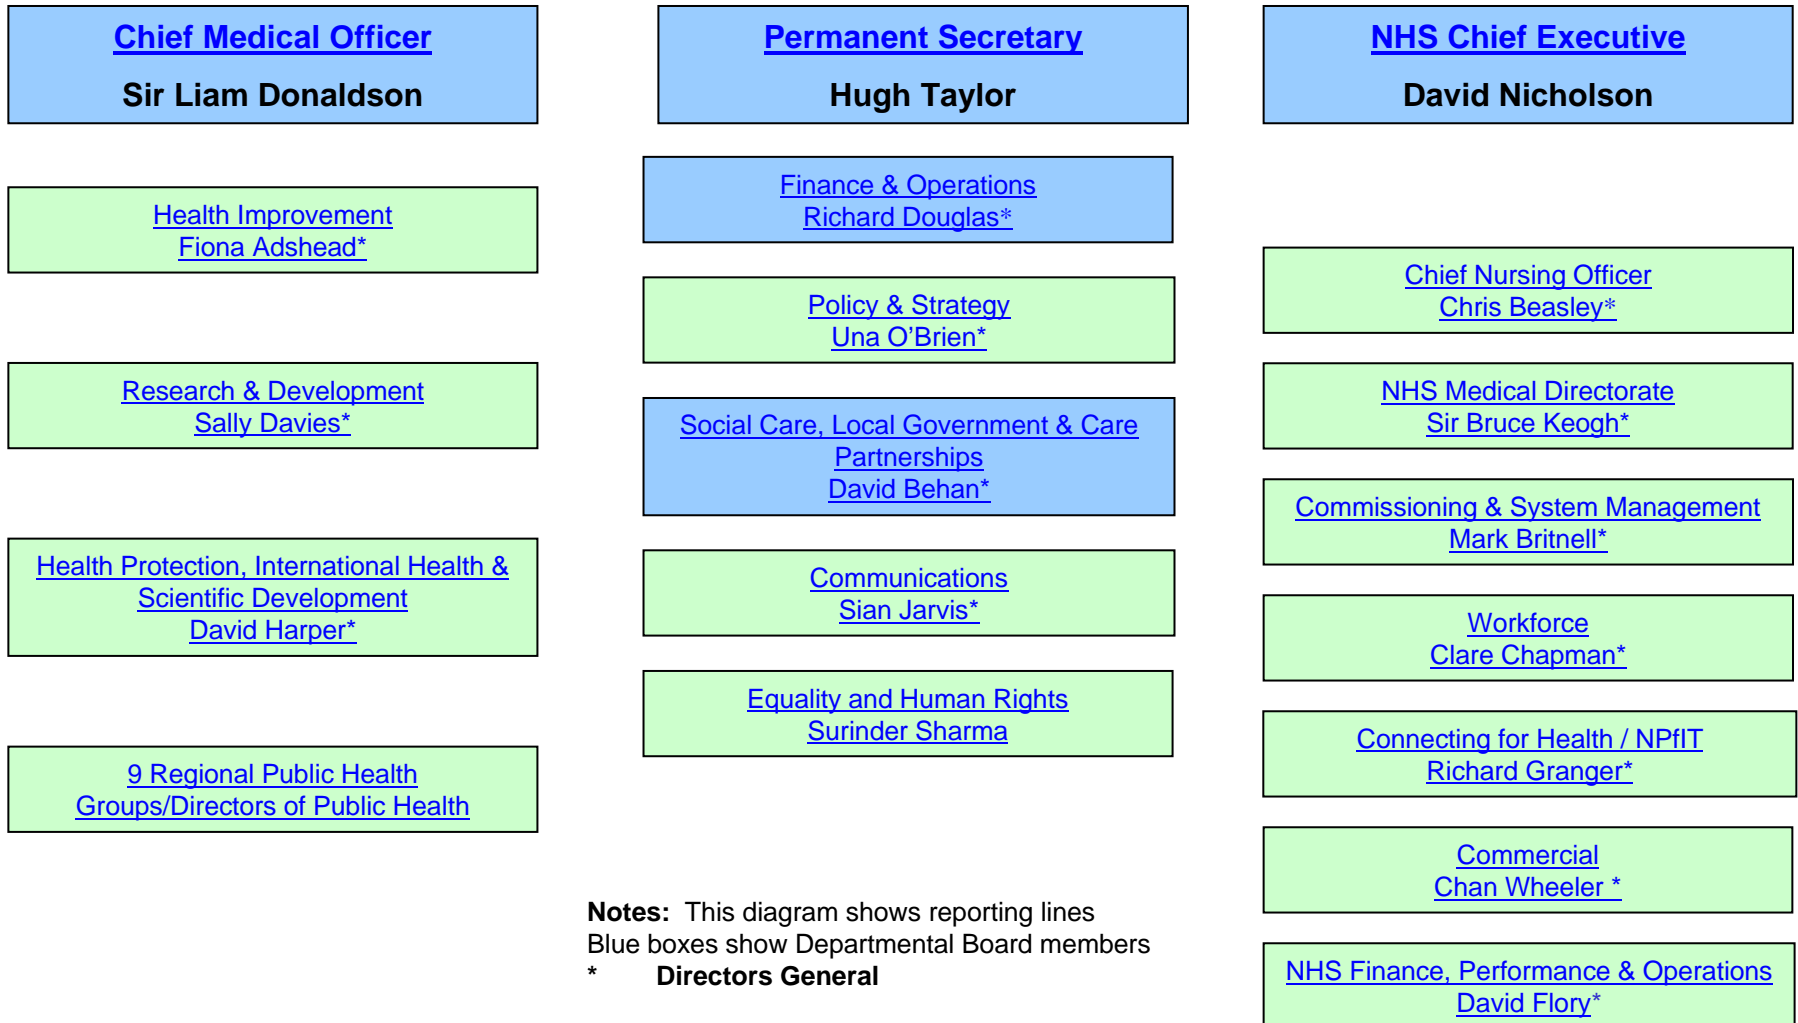 Chief Medical Officer
Sir Liam Donaldson
Health Improvement
Fiona Adshead*
Research & Development
Sally Davies*
Health Protection, International Health &
Scientific Development
David Harper*
9 Regional Public Health
Groups/Directors of Public Health
Permanent Secretary
Hugh Taylor
Finance & Operations
Richard Douglas*
Policy & Strategy
Una O’Brien*
Social Care, Local Government & Care
Partnerships
David Behan*
Communications
Sian Jarvis*
Equality and Human Rights
Surinder Sharma
NHS Chief Executive
David Nicholson
Chief Nursing Officer
Chris Beasley*
NHS Medical Directorate
Sir Bruce Keogh*
Commissioning & System Management
Mark Britnell*
Workforce
Clare Chapman*
Connecting for Health / NPfIT
Richard Granger*
Commercial
Chan Wheeler *
NHS Finance, Performance & Operations
David Flory*
Notes: This diagram shows reporting lines
Blue boxes show Departmental Board members
* Directors General